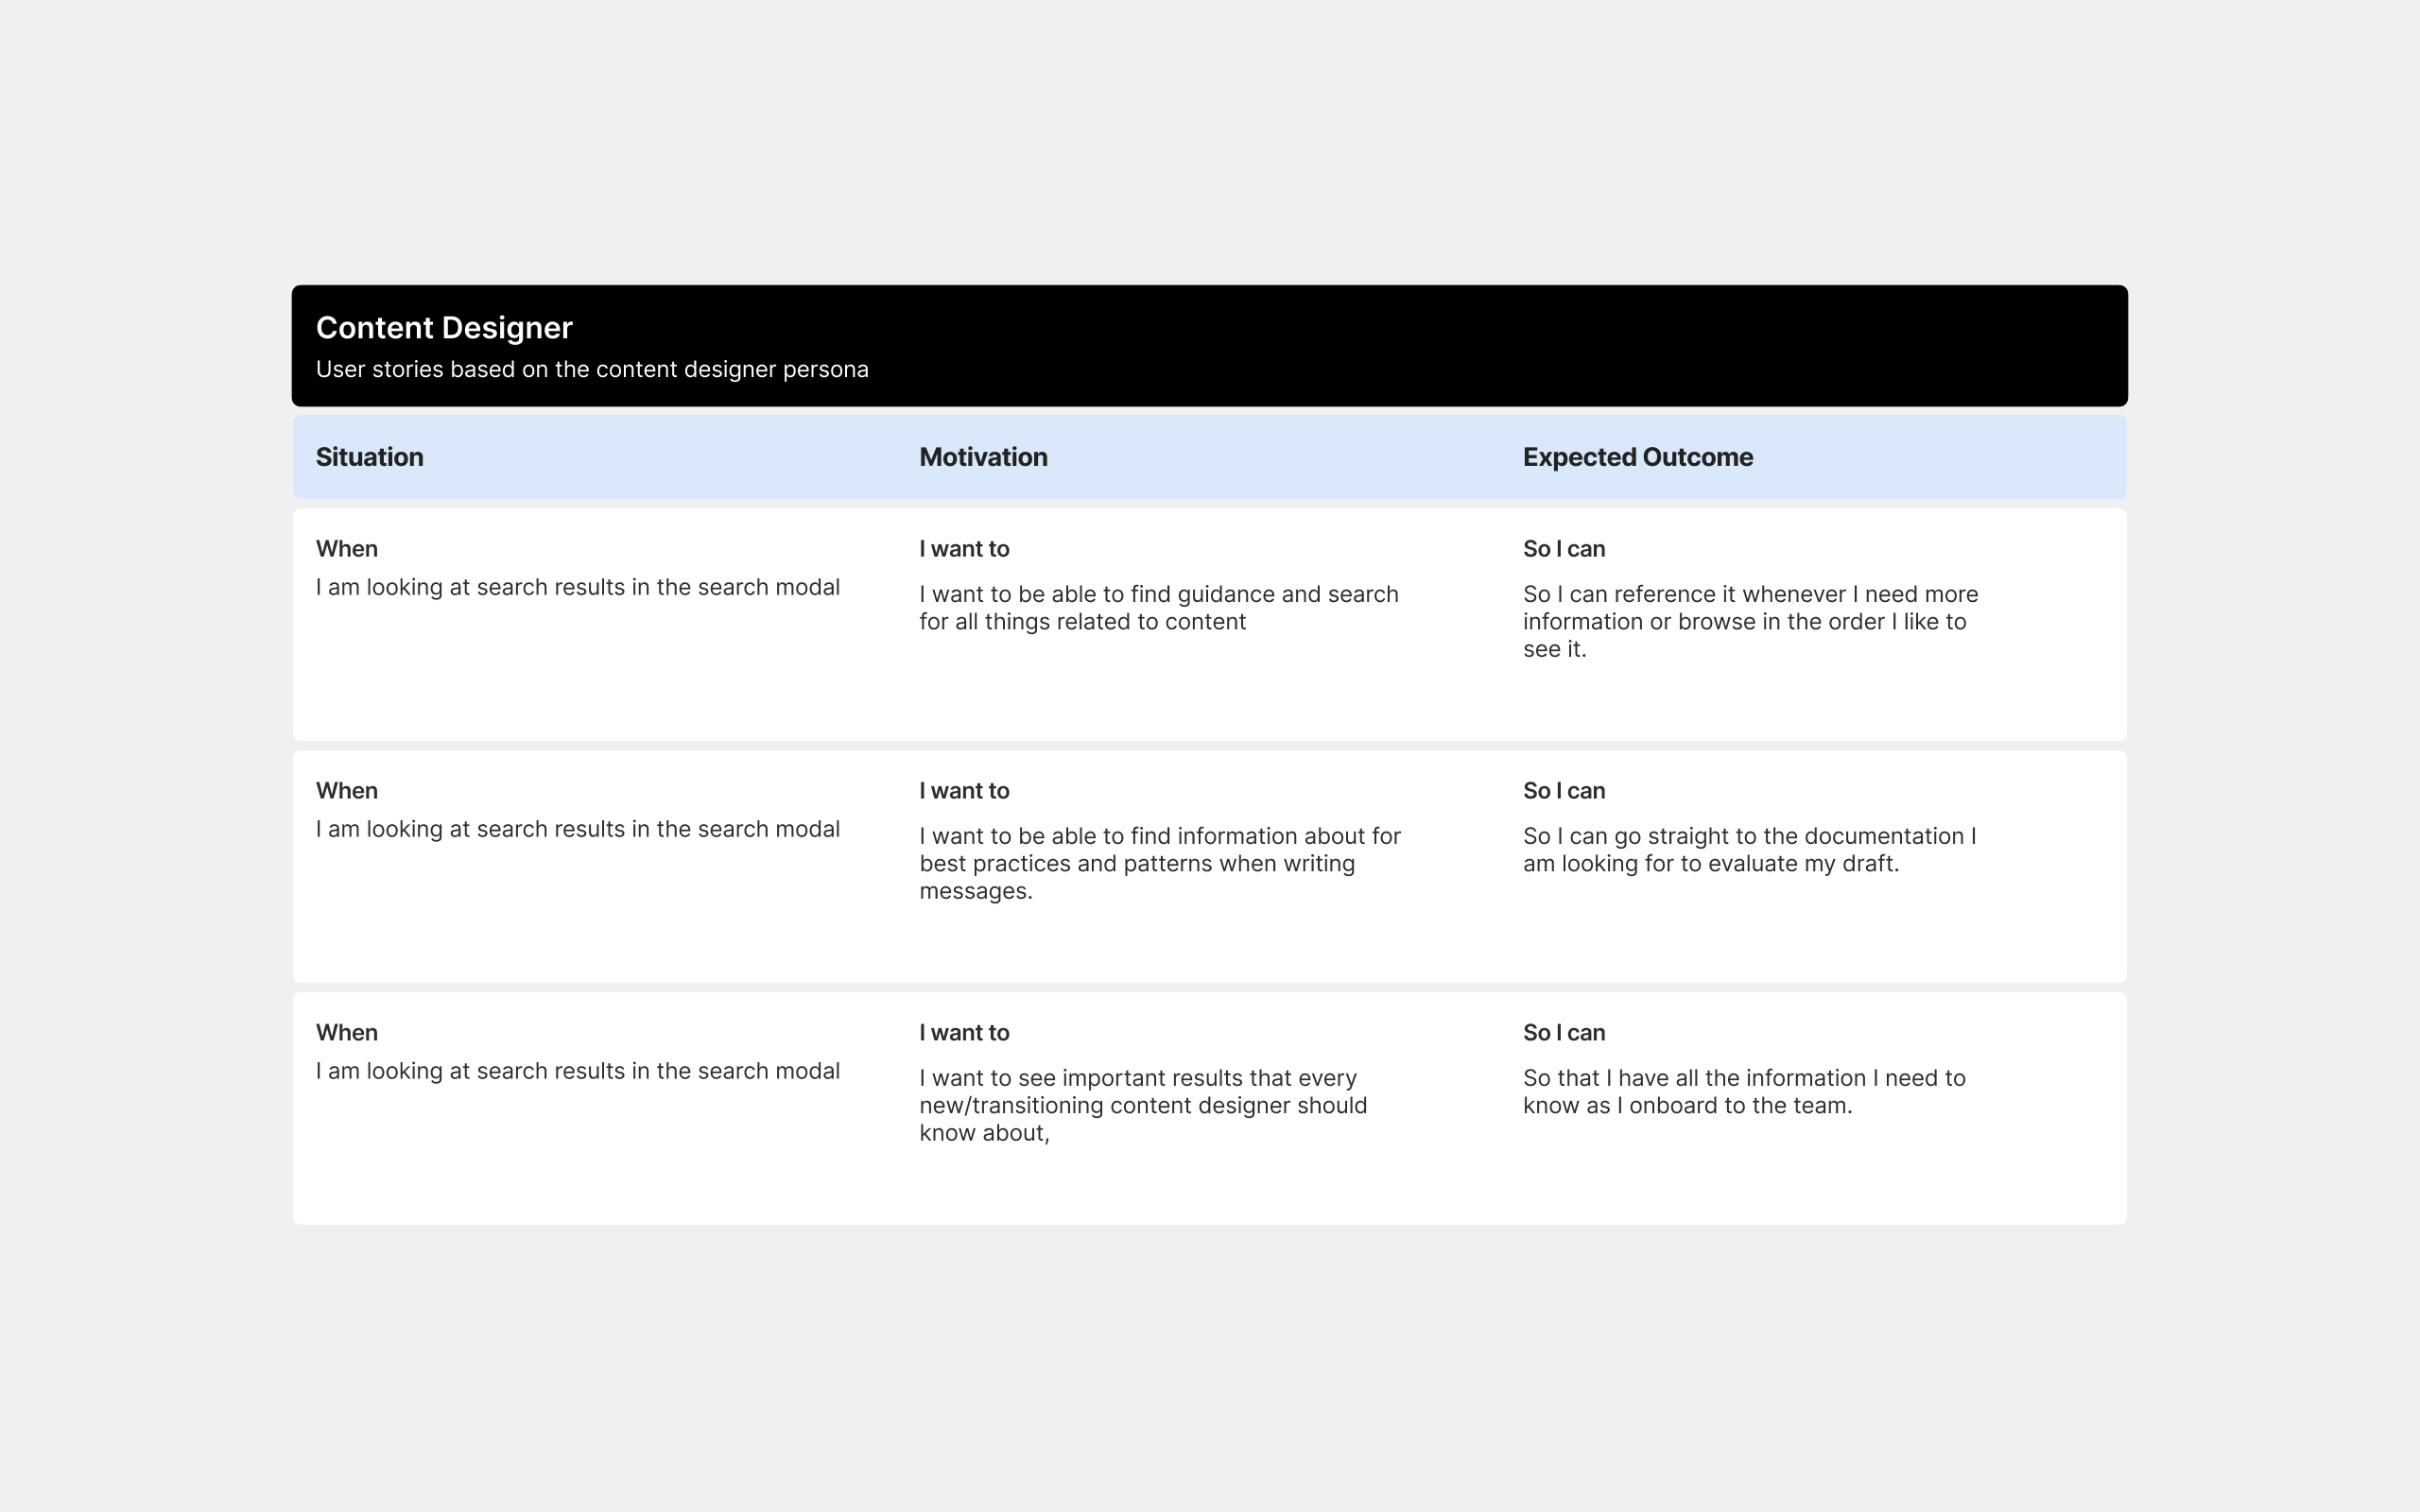 Content Designer
User stories based on the content designer persona
Situation
Motivation
Expected Outcome
When
I am looking at search results in the search modal
I want to
I want to be able to find guidance and search
for all things related to content
So I can
So I can reference it whenever I need more
information or browse in the order I like to
see it.
When
I am looking at search results in the search modal
I want to
I want to be able to find information about for
best practices and patterns when writing
messages.
So I can
So I can go straight to the documentation I
am looking for to evaluate my draft.
When
I am looking at search results in the search modal
I want to
I want to see important results that every
new/transitioning content designer should
know about,
So I can
So that I have all the information I need to
know as I onboard to the team.